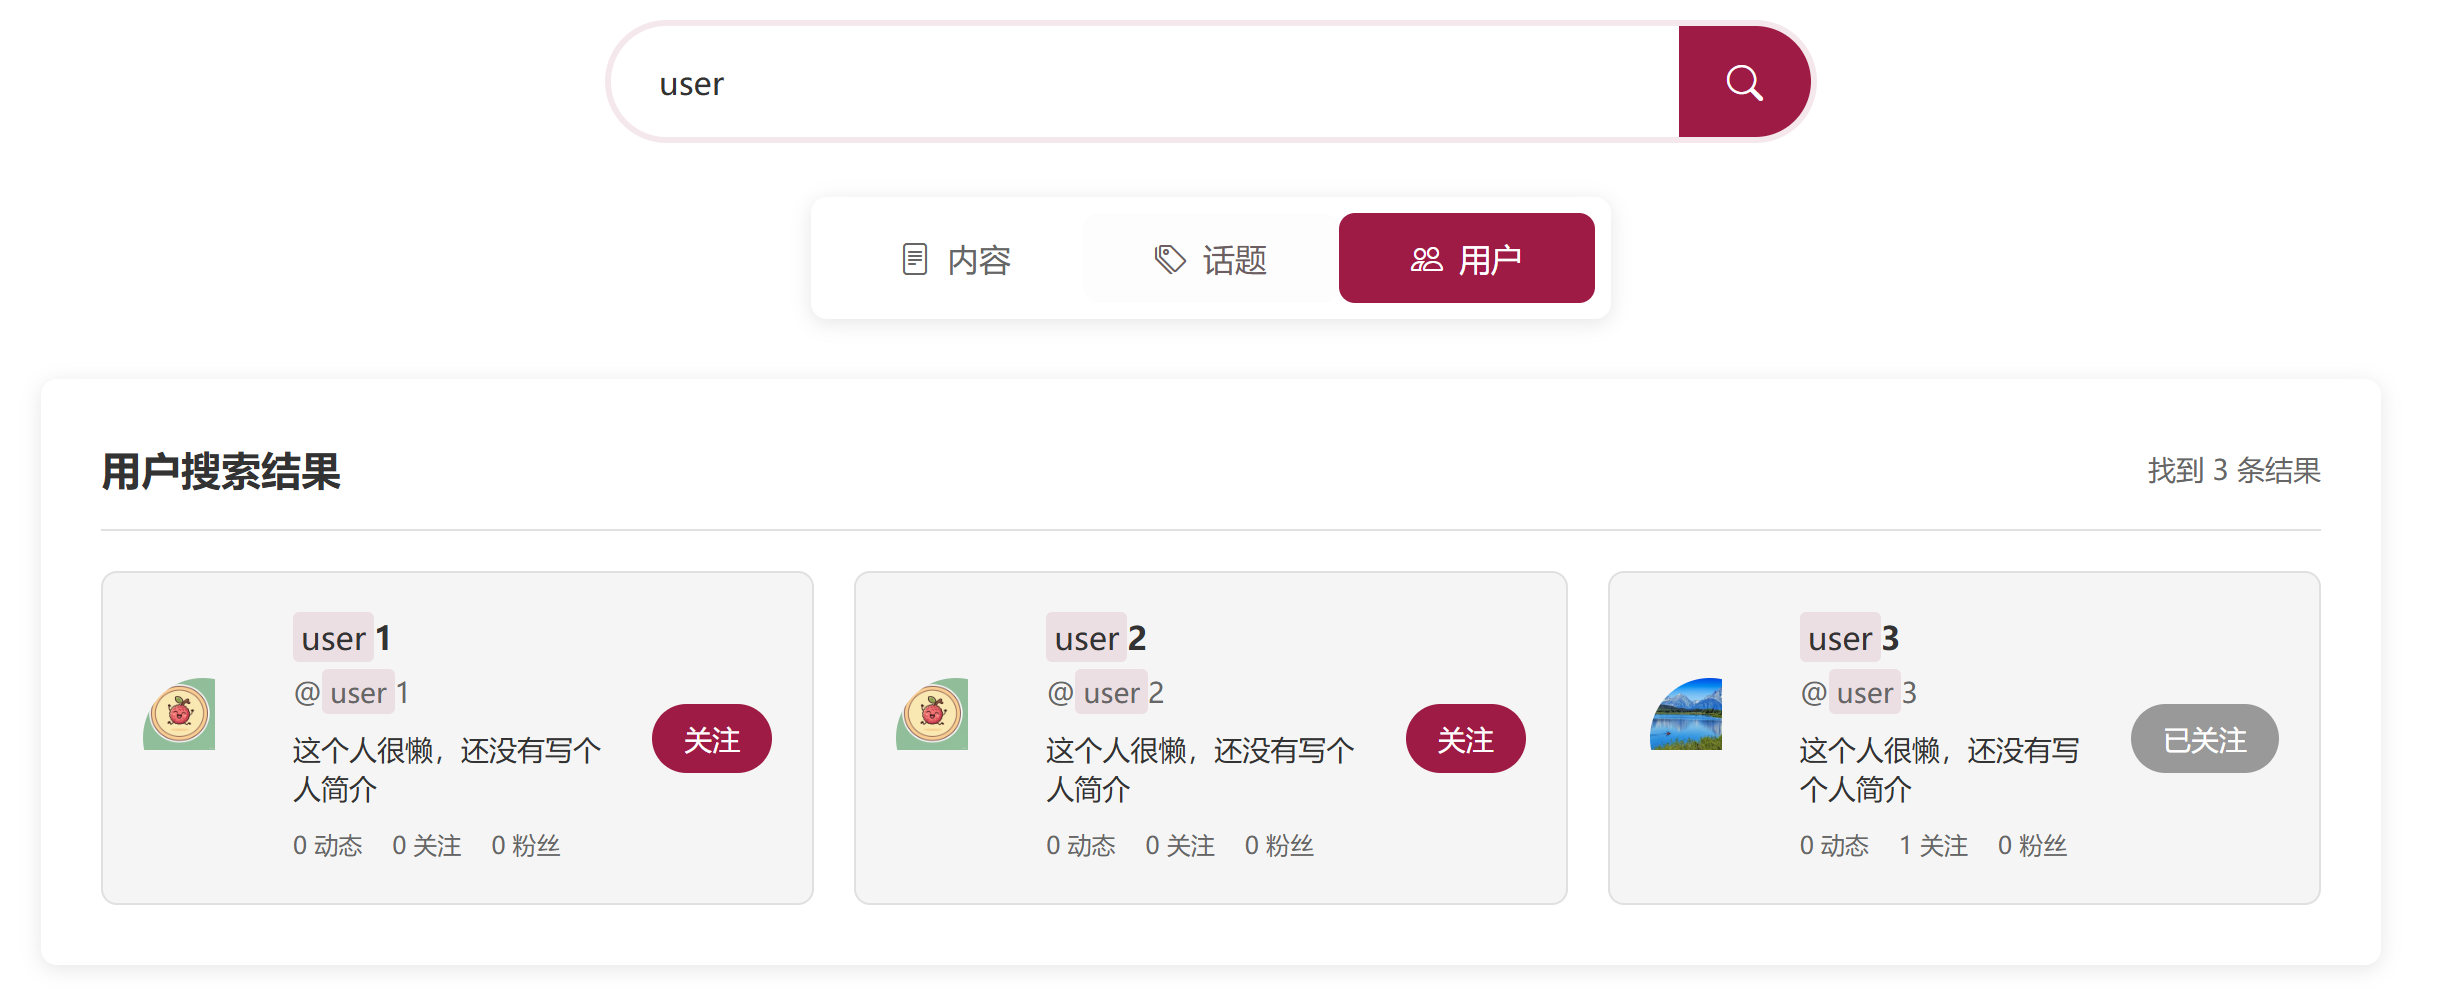 user
内容 话题 用户
用户搜索结果 找到 3 条结果
user 1
@ user 1
这个人很懒，还没有写个
人简介
0 动态 0 关注 0 粉丝
关注
user 2
@ user 2
这个人很懒，还没有写个
人简介
0 动态 0 关注 0 粉丝
关注
user 3
@ user 3
这个人很懒，还没有写
个人简介
0 动态 1 关注 0 粉丝
已关注